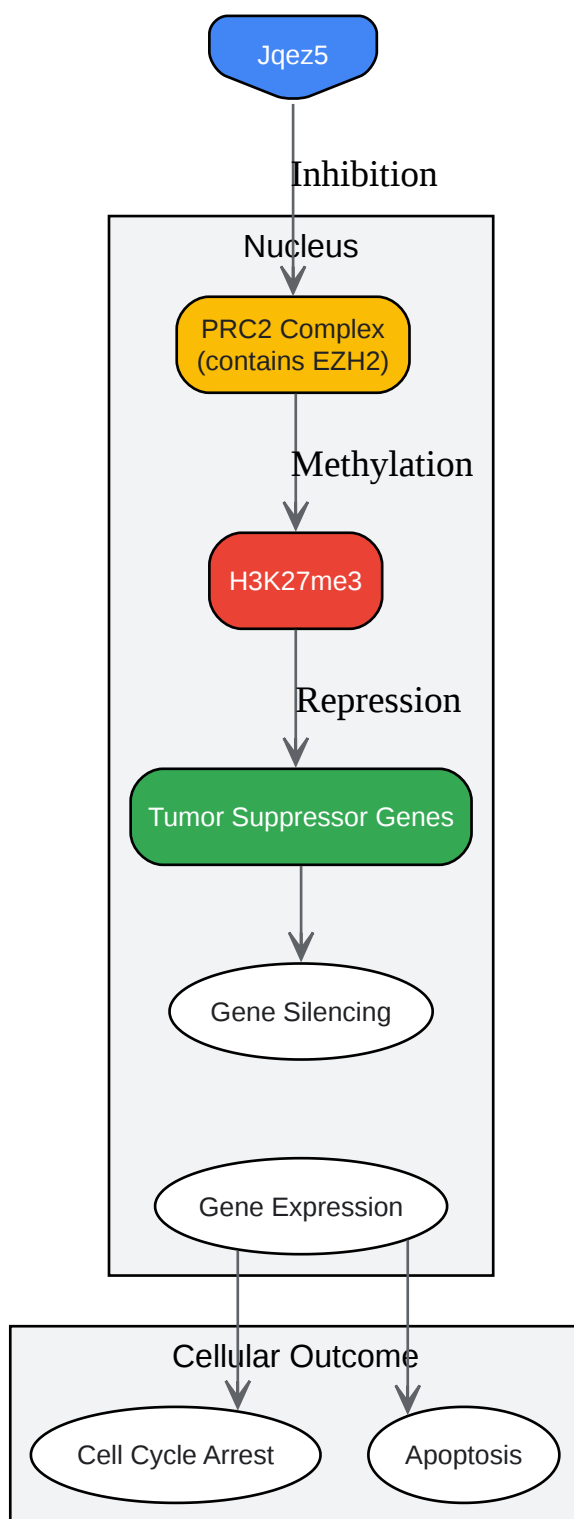 Jqez5
Inhibition
Nucleus
PRC2 Complex
(contains EZH2)
Methylation
H3K27me3
Repression
Tumor Suppressor Genes
Gene Silencing
Gene Expression
Cellular Outcome
Cell Cycle Arrest
Apoptosis